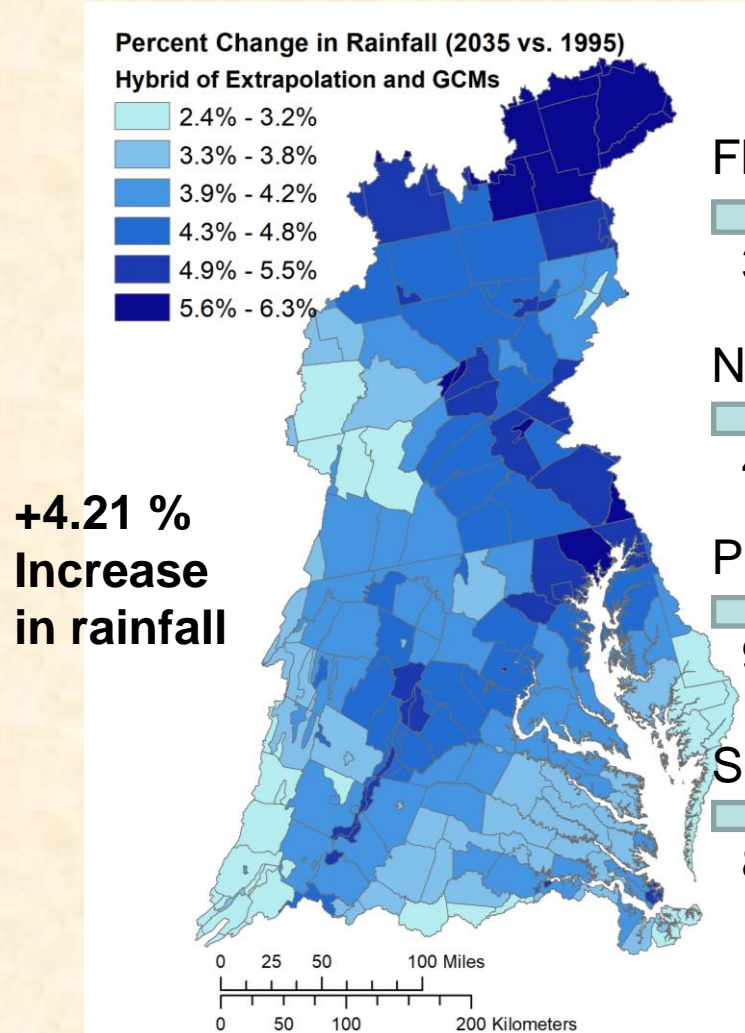 Percent Change in Rainfall (2035 vs. 1995)
Hybrid of Extrapolation and GCMs
2.4% - 3.2%
3.3% - 3.8%
3.9% - 4.2%
4.3% - 4.8%
4.9% - 5.5%
5.6% - 6.3%
+4.21 %
Increase
in rainfall
0 25 50 100 Miles
0 50 100 200 Kilometers
N
P
S